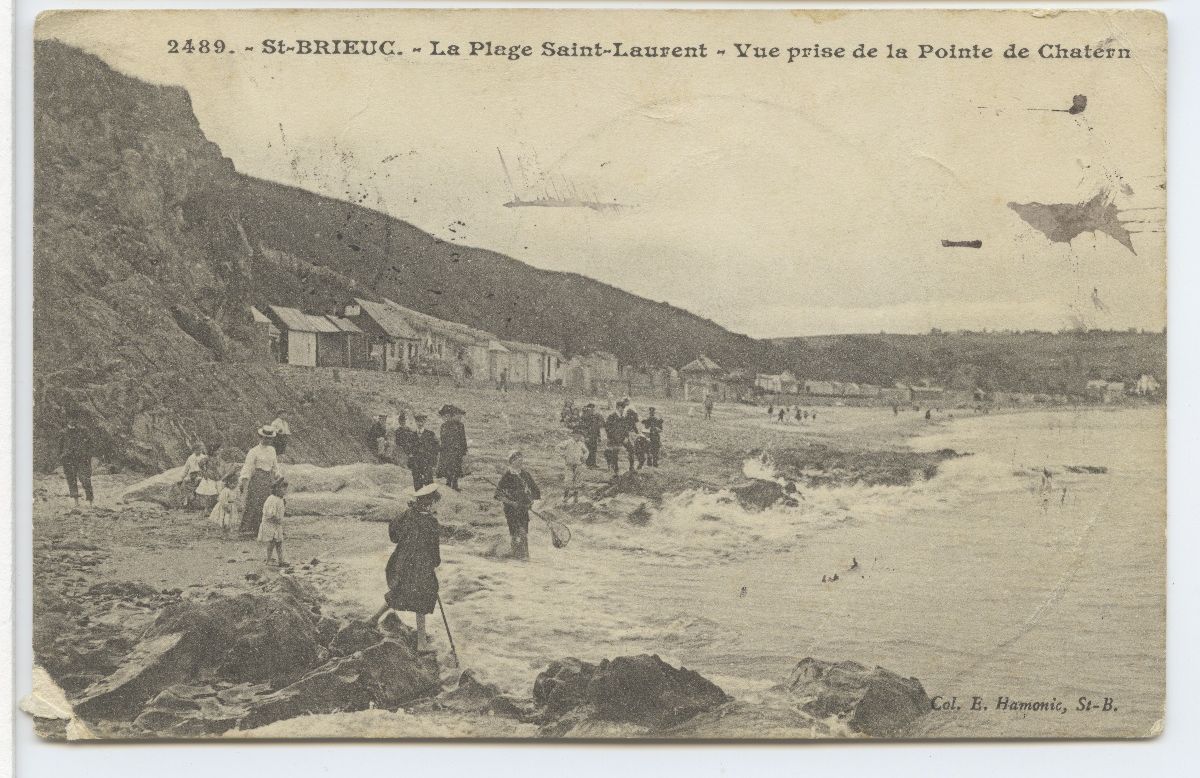 2489. - St-BRIEUC. - La Plage Saint-Laurent - Vue prise de la Pointe de Chatern
Col. E. Hamonic, St-B.